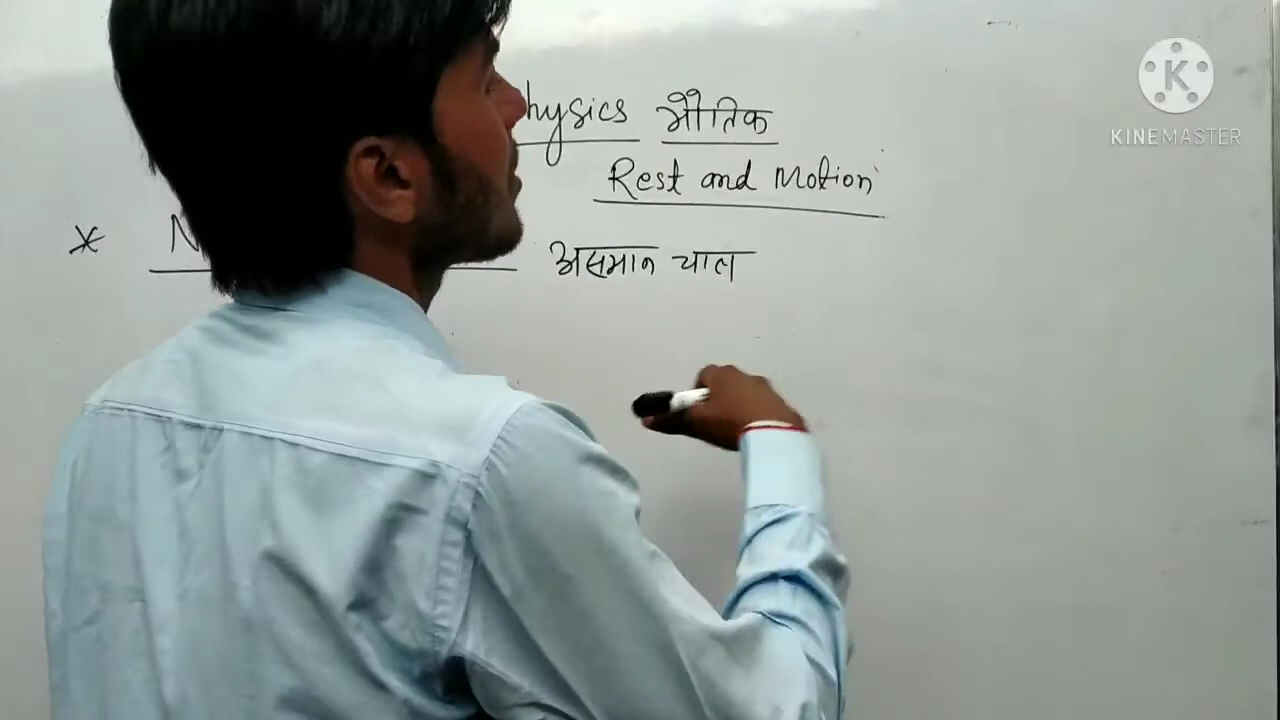 hysics भौतिक
Rest and Motion
* N
असमान चाल
K
KINEMASTER